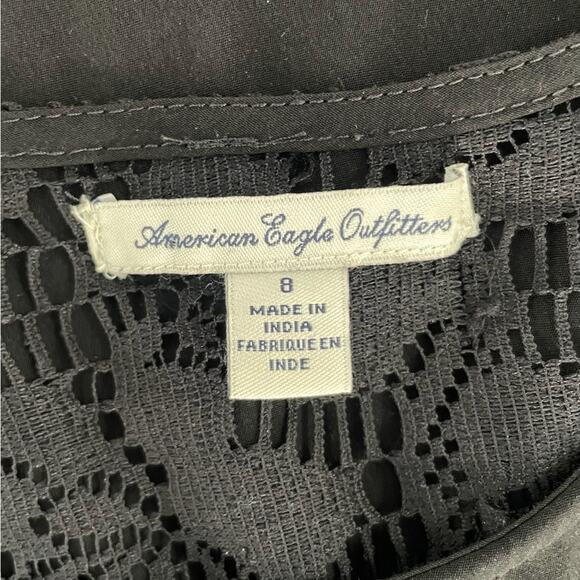 American Eagle Outfitters
8
MADE IN
INDIA
FABRIQUE EN
INDE